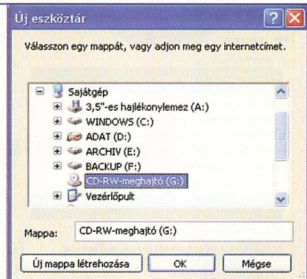 Új eszköztár
Válasszon egy mappát, vagy adjon meg egy internetcímet.
Sajátgép
3,5"-es hajlékonylemez (A:)
WINDOWS (C:)
ADAT (D:)
ARCHIV (E:)
BACKUP (F:)
CD-RW-meghajtó (G:)
Vezérlőpult
Mappa: CD-RW-meghajtó (G:)
Új mappa létrehozása OK Mégse